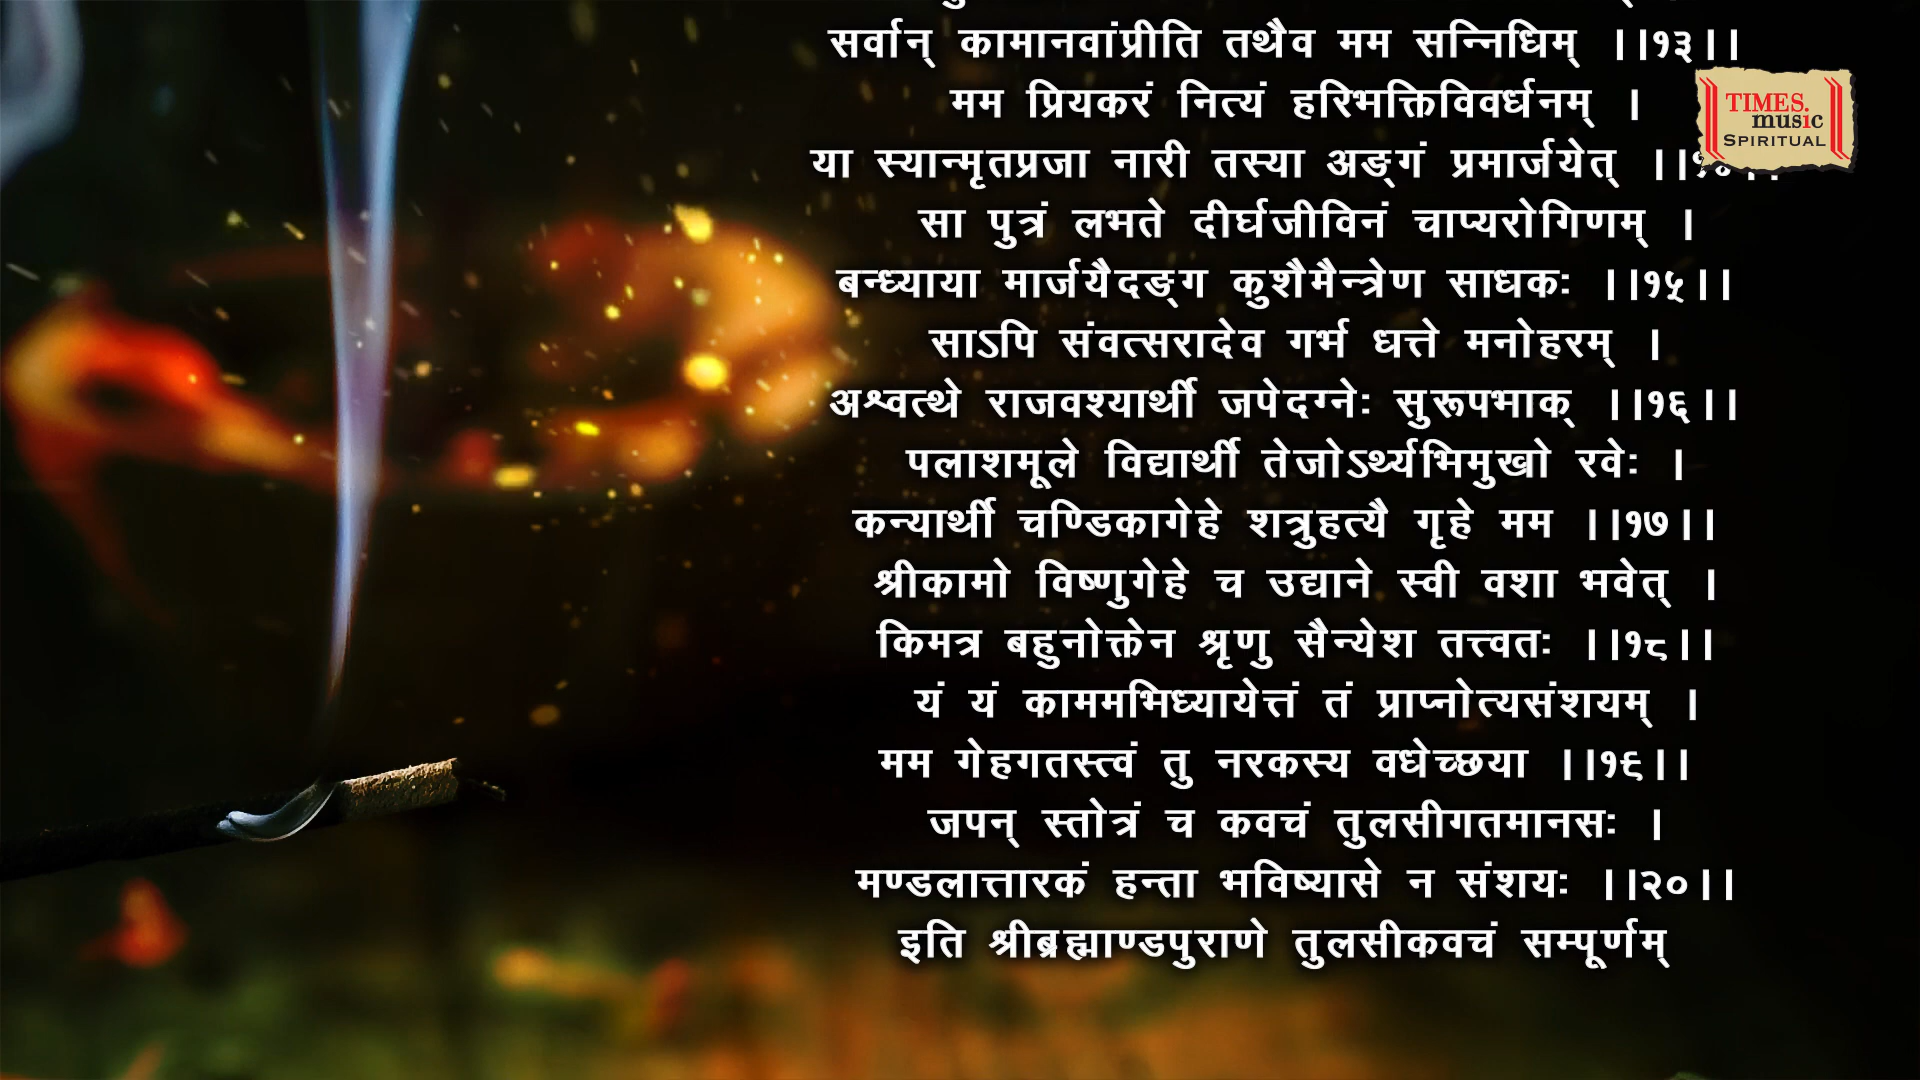 सर्वान् कामानवांप्रीति तथैव मम सन्निधिम् ।।१३।।
मम प्रियकरं नित्यं हरिभक्तिविवर्धनम् ।
या स्यान्मृतप्रजा नारी तस्या अङ्गं प्रमार्जयेत्
सा पुत्रं लभते दीर्घजीविनं चाप्यरोगिणम् ।
बन्ध्याया मार्जयैदङ्ग कुशैमैन्त्रेण साधकः ।।१५।।
साऽपि संवत्सरादेव गर्भ धत्ते मनोहरम् ।
अश्वत्थे राजवश्यार्थी जपेदग्नेः सुरूपभाक् ।।१६।।
पलाशमूले विद्यार्थी तेजोऽर्थ्यभिमुखो रवेः ।
कन्यार्थी चण्डिकागेहे शत्रुहत्यै गृहे मम ।।१७।।
श्रीकामो विष्णुगेहे च उद्याने स्वी वशा भवेत् ।
किमत्र बहुनोक्तेन श्रृणु सैन्येश तत्त्वतः ।।१८।।
यं यं काममभिध्यायेत्तं तं प्राप्नोत्यसंशयम् ।
मम गेहगतस्त्वं तु नरकस्य वधेच्छया ।।१९।।
जपन् स्तोत्रं च कवचं तुलसीगतमानसः ।
मण्डलात्तारकं हन्ता भविष्यासे न संशयः ।।२०।।
इति श्रीब्रह्माण्डपुराणे तुलसीकवचं सम्पूर्णम्
TIMES.
music
SPIRITUAL